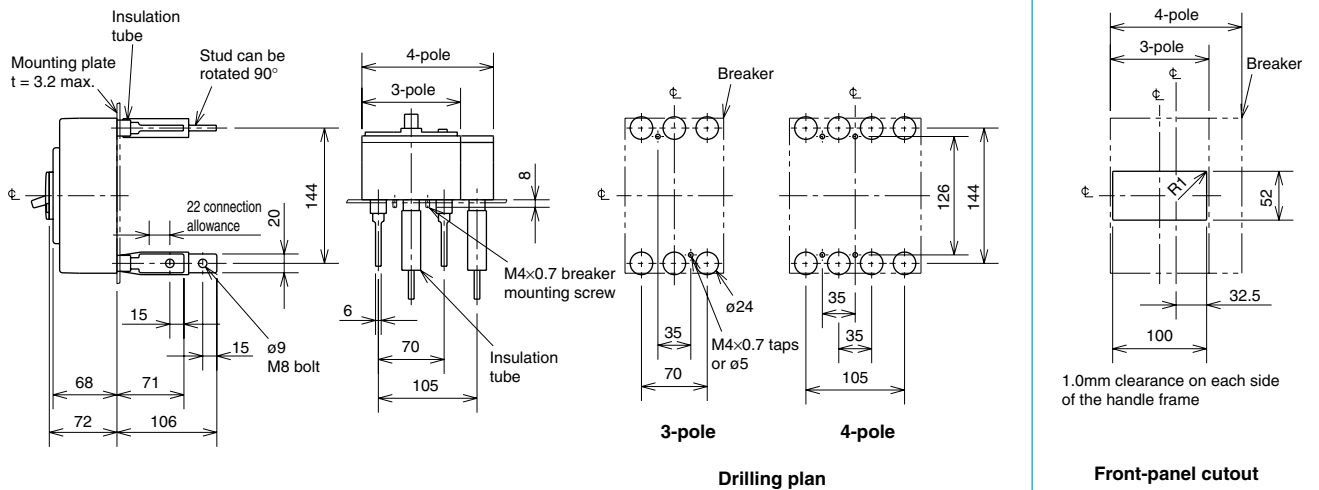 Insulation
tube
Mounting plate
t = 3.2 max.
Stud can be
rotated 90°
℄
22 connection
allowance
20
144
15
ø9
M8 bolt
15
68
71
72
106
4-pole
3-pole
8
M4×0.7 breaker
mounting screw
6
70
105
Insulation
tube
Breaker
℄
℄
ø24
35
M4×0.7 taps
or ø5
70
3-pole
℄
126
144
35
35
105
4-pole
Drilling plan
4-pole
3-pole
℄
℄
Breaker
℄
R1
52
32.5
100
1.0mm clearance on each side
of the handle frame
Front-panel cutout